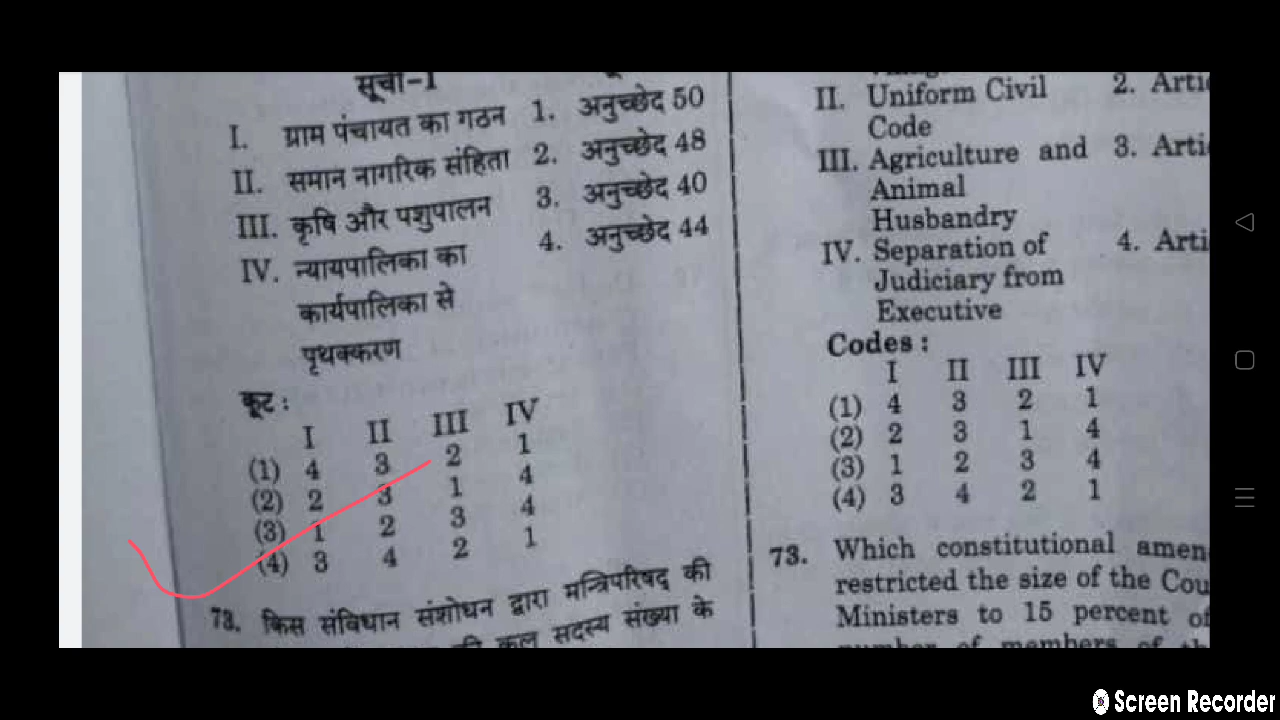 सूची-I
I. ग्राम पंचायत का गठन 1. अनुच्छेद 50
II. समान नागरिक संहिता 2. अनुच्छेद 48
III. कृषि और पशुपालन 3. अनुच्छेद 40
IV. न्यायपालिका का 4. अनुच्छेद 44
कार्यपालिका से
पृथक्करण
कूट :
I II III IV
(1) 4 3 2 1
(2) 2 3 1 4
(3) 1 2 3 4
(4) 3 4 2 1
73. किस संविधान संशोधन द्वारा मन्त्रिपरिषद् की
की कुल सदस्य संख्या के
II. Uniform Civil 2.
Code
III. Agriculture and 3.
Animal
Husbandry
IV. Separation of 4.
Judiciary from
Executive
Codes :
I II III IV
(1) 4 3 2 1
(2) 2 3 1 4
(3) 1 2 3 4
(4) 3 4 2 1
73. Which constitutional
restricted the size of the
Ministers to 15 percent
number of members of
Screen Recorder